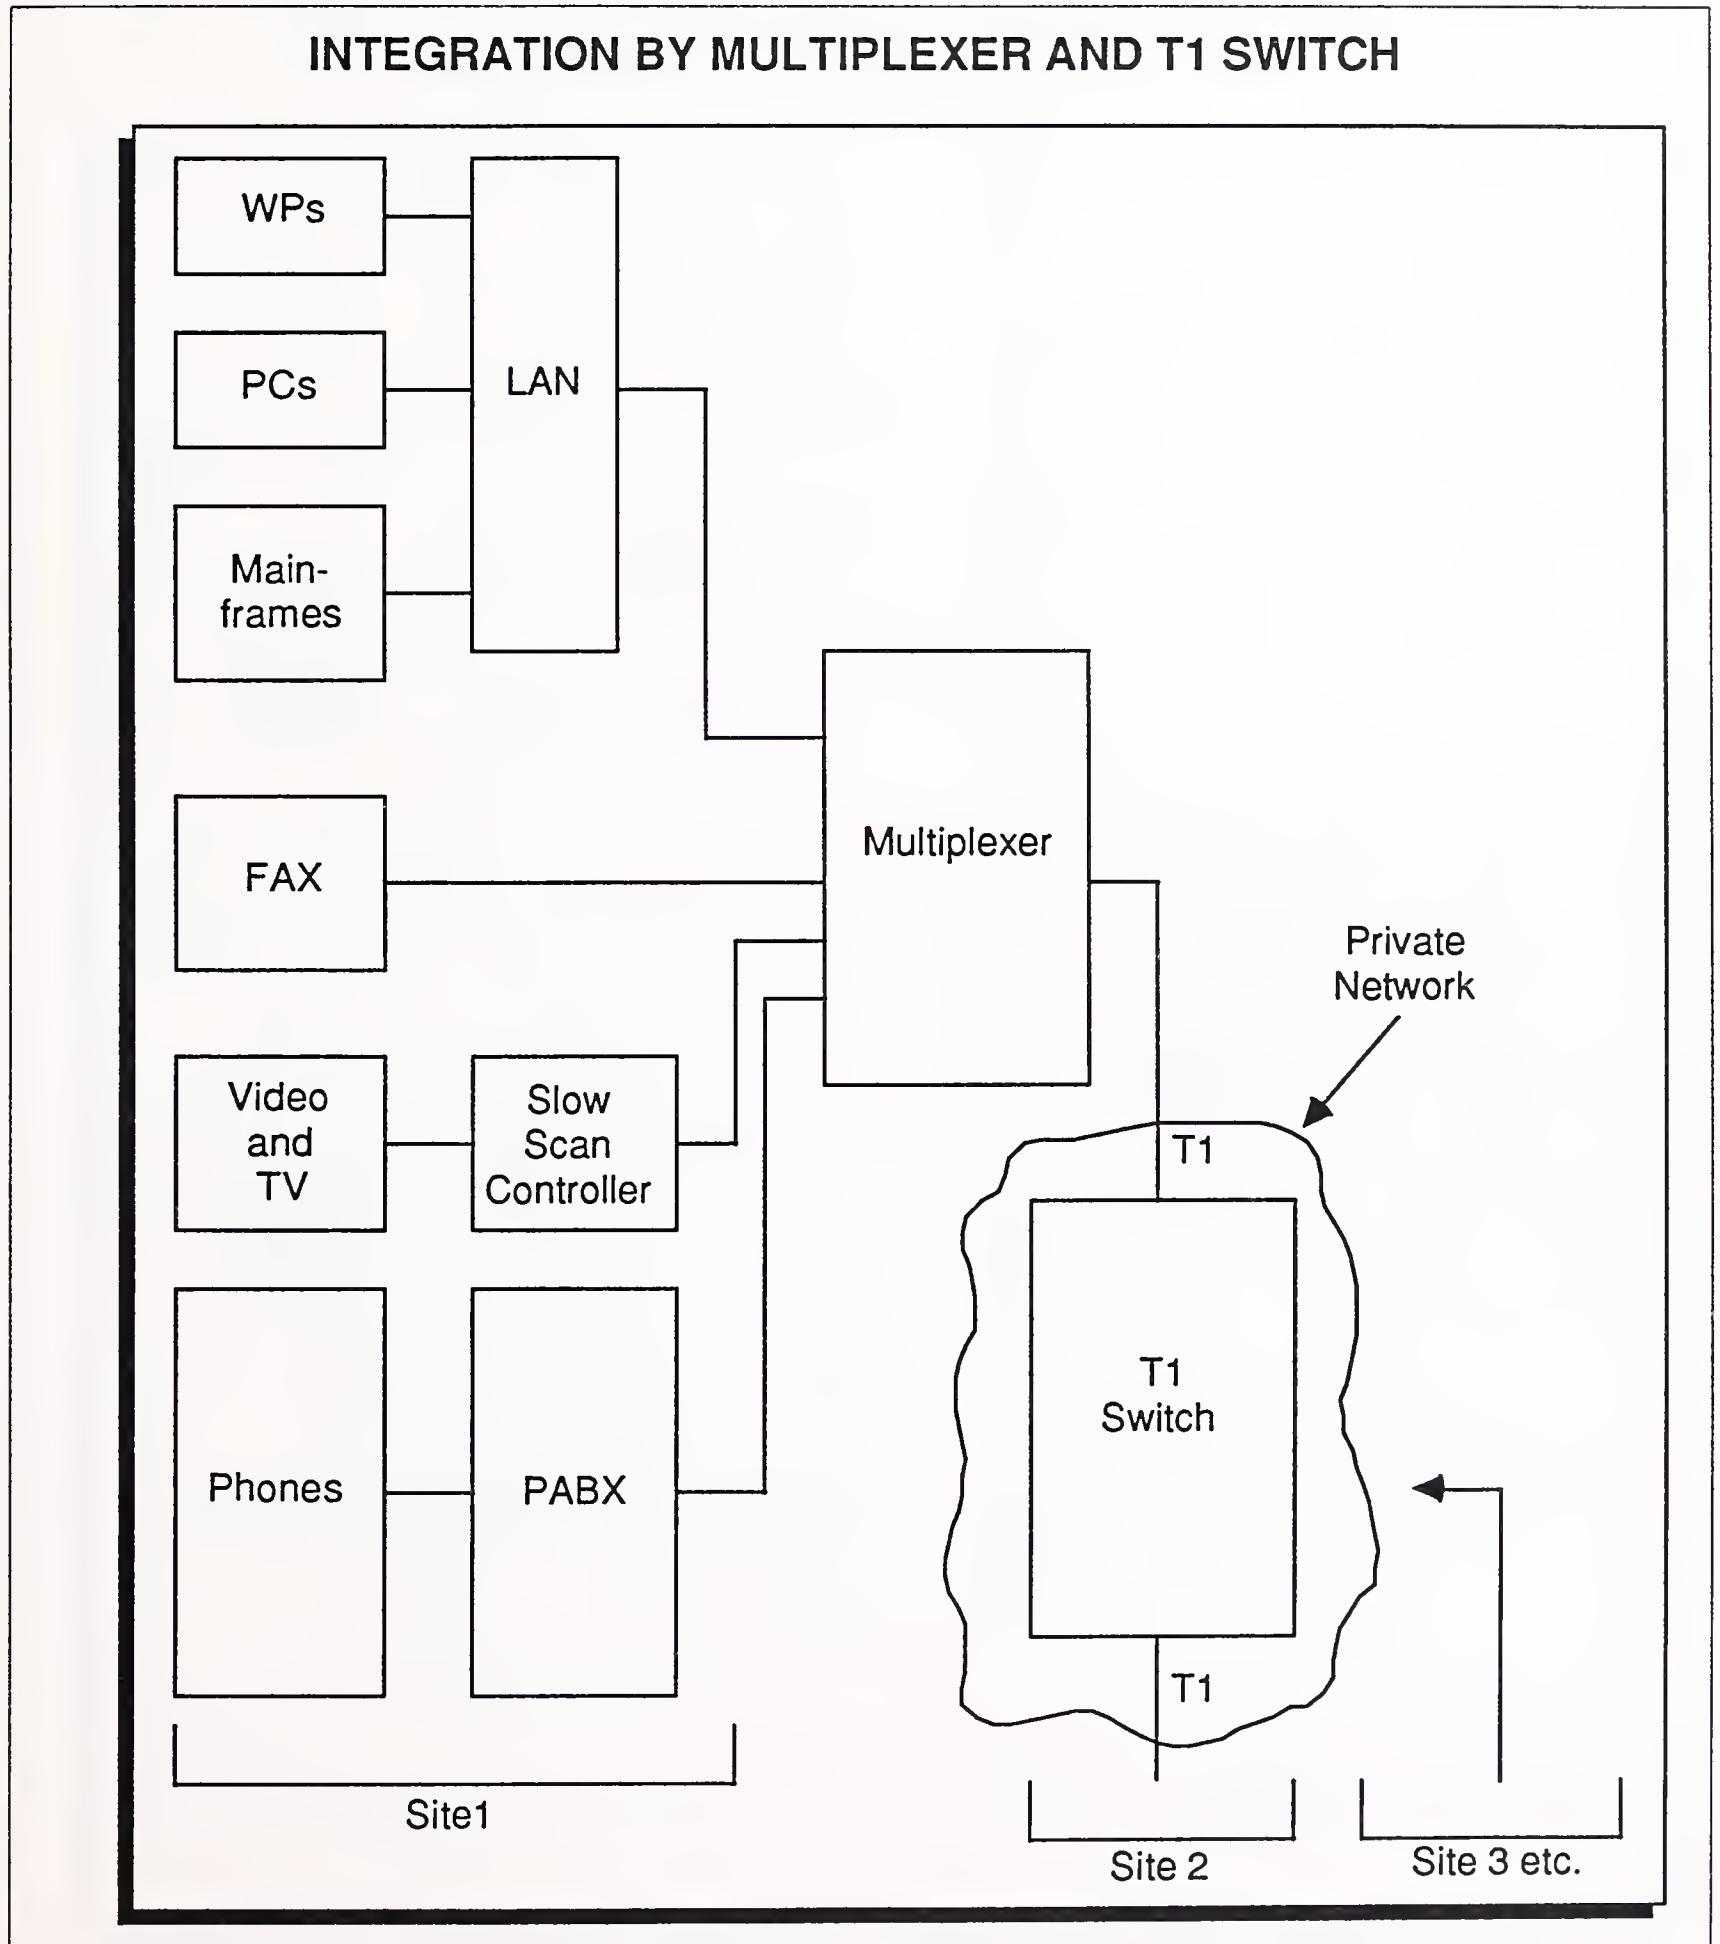 INTEGRATION BY MULTIPLEXER AND T1 SWITCH
WPs
PCs
LAN
Main-
frames
Multiplexer
FAX
Private
Network
Video
and
TV
Slow
Scan
Controller
T1
T1
Switch
Phones
PABX
T1
Site1
Site 2
Site 3 etc.